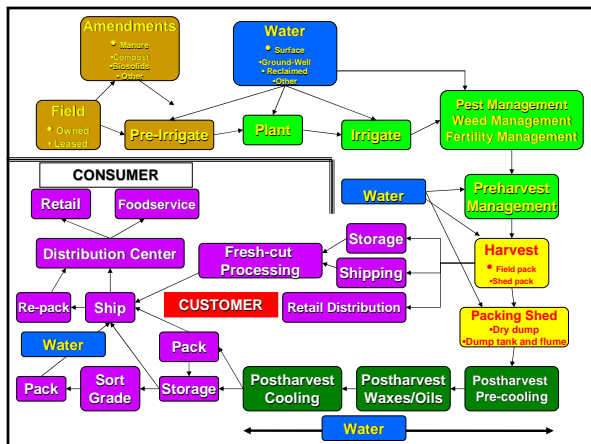 Amendments
• Manure
•Compost
•Biosolids
•Other
Water
• Surface
•Ground-Well
•Reclaimed
•Other
Field
• Owned
• Leased
Pre-Irrigate
Plant
Irrigate
Pest Management
Weed Management
Fertility Management
CONSUMER
Retail
Foodservice
Water
Preharvest
Management
Distribution Center
Fresh-cut
Processing
Storage
Shipping
Harvest
• Field pack
•Shed pack
Re-pack
Ship
CUSTOMER
Retail Distribution
Packing Shed
•Dry dump
•Dump tank and flume
Water
Pack
Pack
Sort
Grade
Storage
Postharvest
Cooling
Postharvest
Waxes/Oils
Postharvest
Pre-cooling
Water